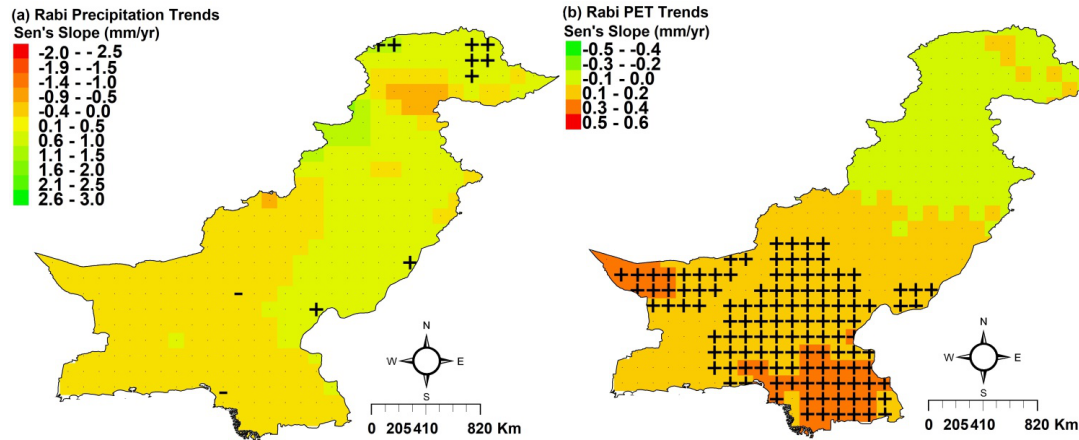 (a) Rabi Precipitation Trends
Sen's Slope (mm/yr)
-2.0 - - 2.5
-1.9 - -1.5
-1.4 - -1.0
-0.9 - -0.5
-0.4 - 0.0
0.1 - 0.5
0.6 - 1.0
1.1 - 1.5
1.6 - 2.0
2.1 - 2.5
2.6 - 3.0
N
W E
S
0 205 410 820 Km
(b) Rabi PET Trends
Sen's Slope (mm/yr)
-0.5 - -0.4
-0.3 - -0.2
-0.1 - 0.0
0.1 - 0.2
0.3 - 0.4
0.5 - 0.6
N
W E
S
0 205 410 820 Km